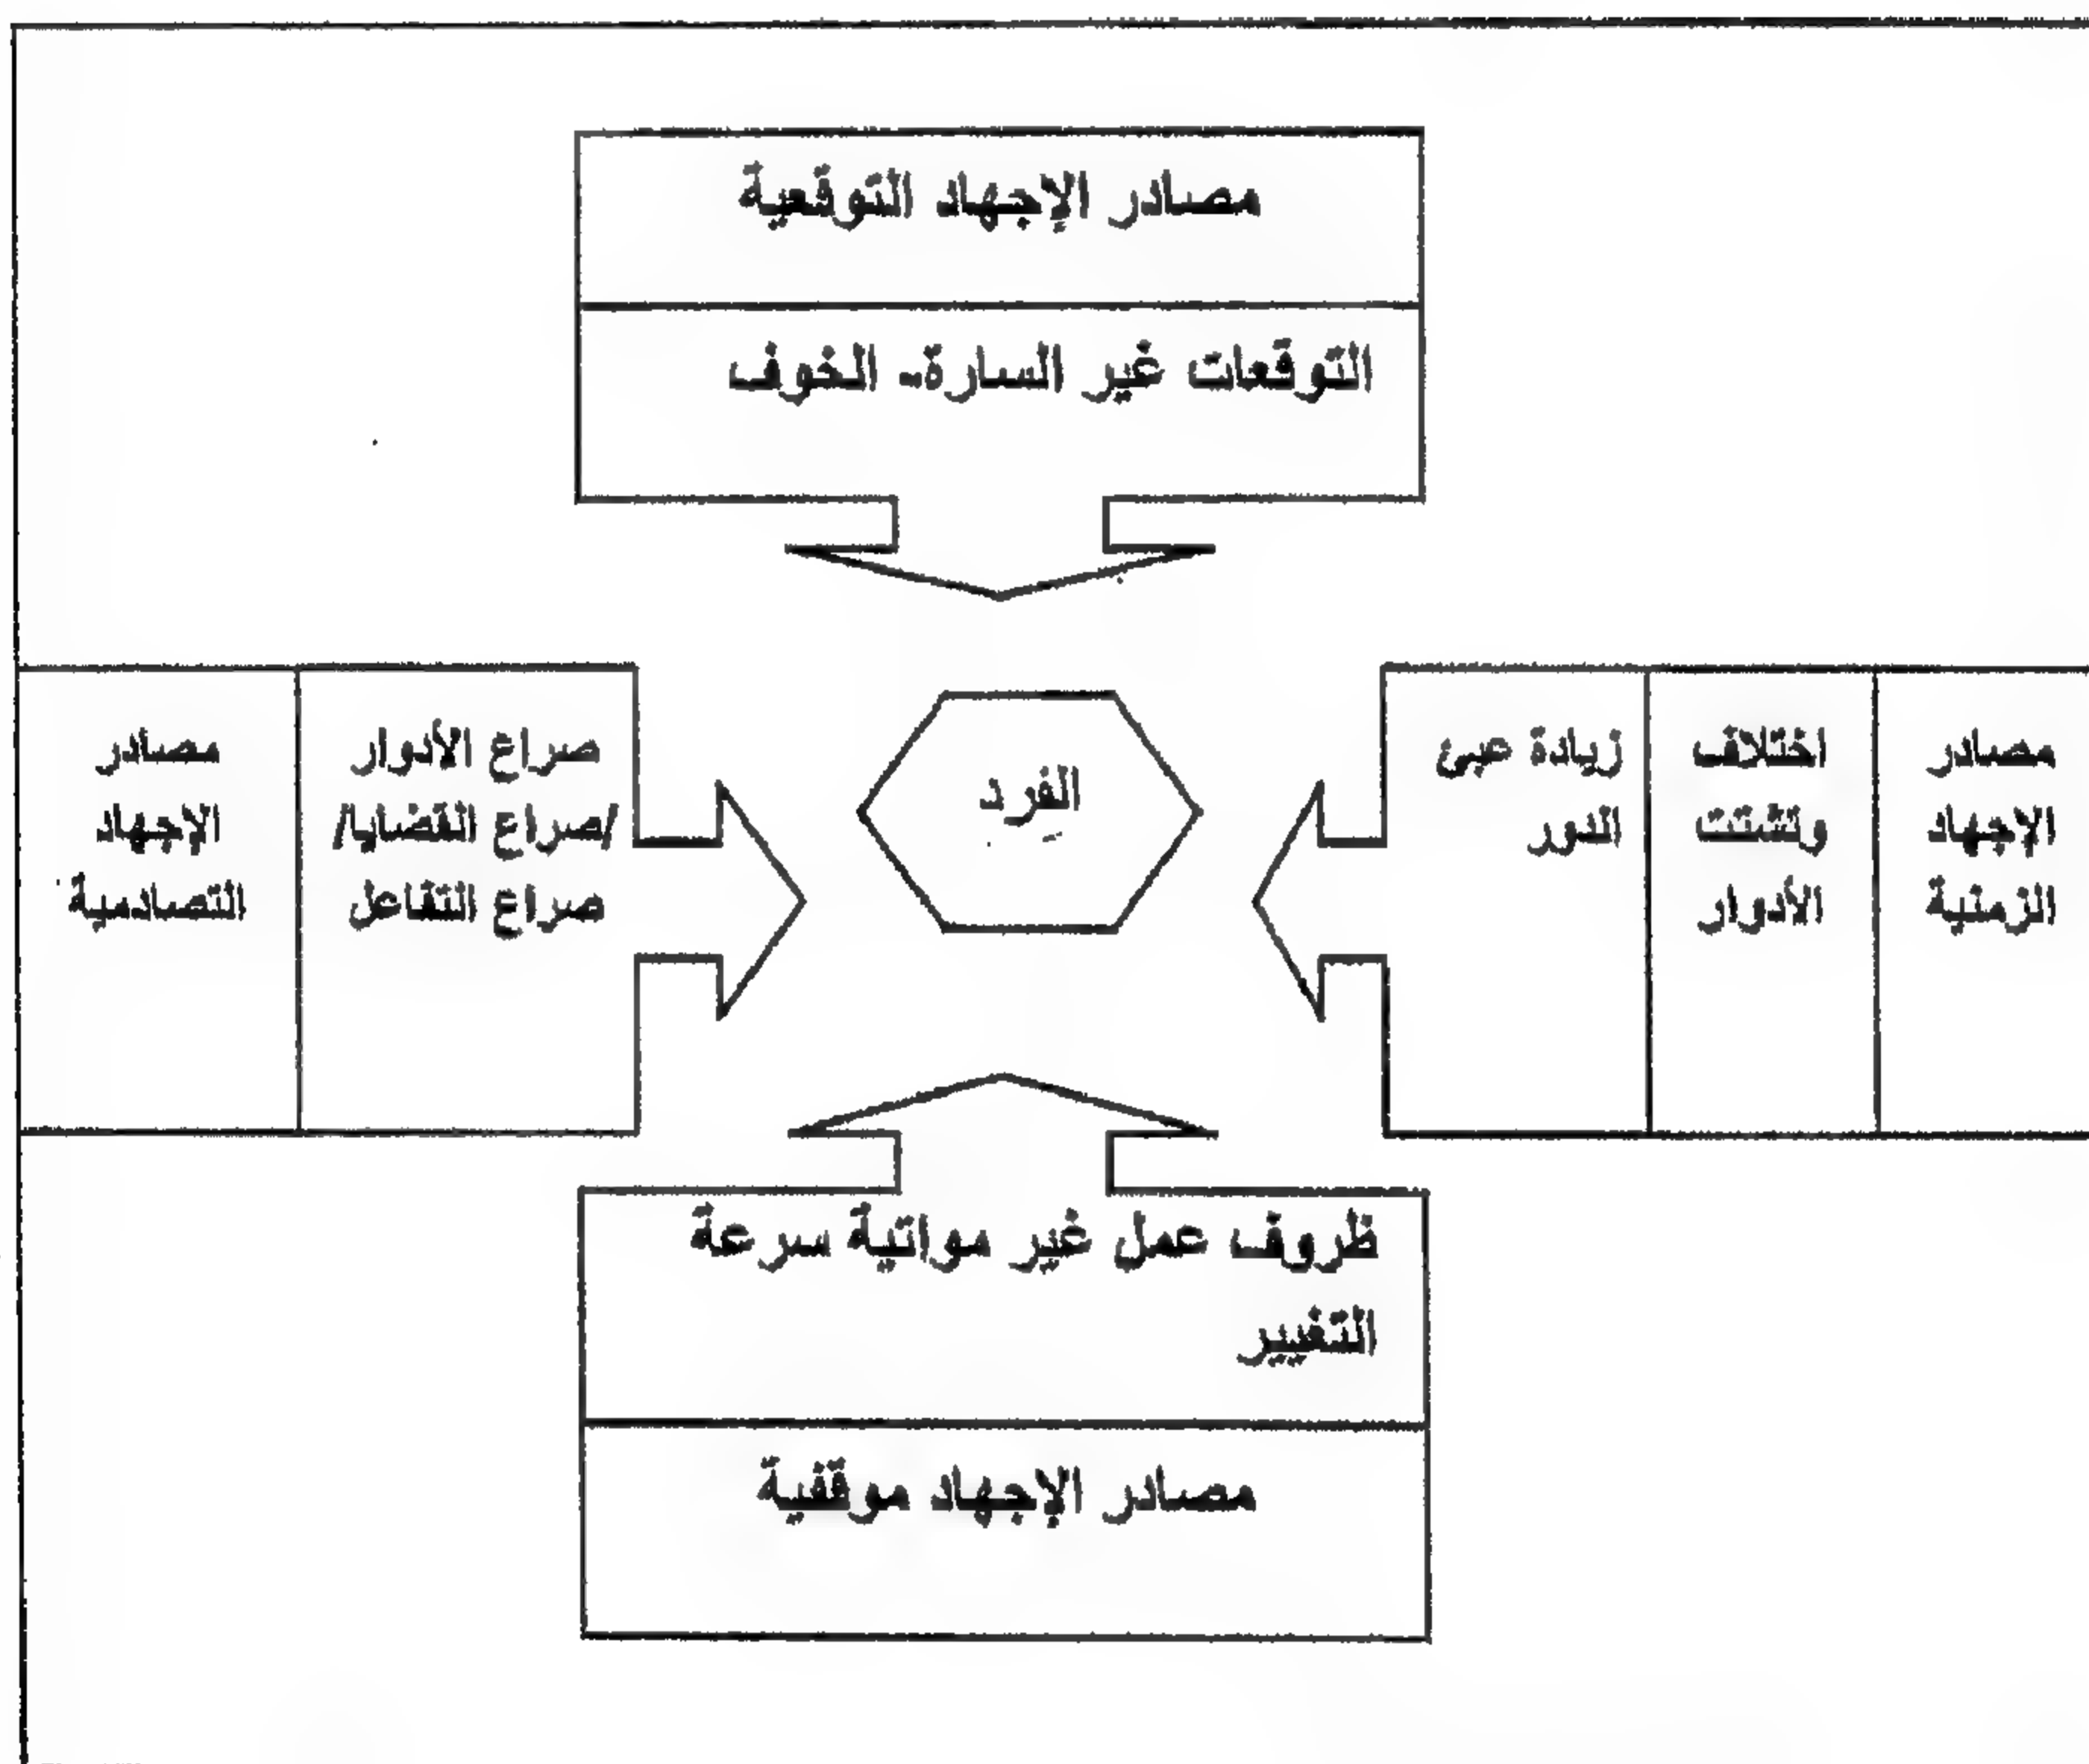 مصادر الإجهاد التوقعية
التوقعات غير السارة- الخوف
مصادر
الإجهاد
الزمنية
اختلاف
وتشتت
الأدوار
زيادة عبئ
الدور
الفرد
صراع الأدوار
/صراع القضايا/
صراع التفاعل
مصادر
الإجهاد
التصادمية
ظروف عمل غير مواتية سرعة
التغيير
مصادر الإجهاد موقفية